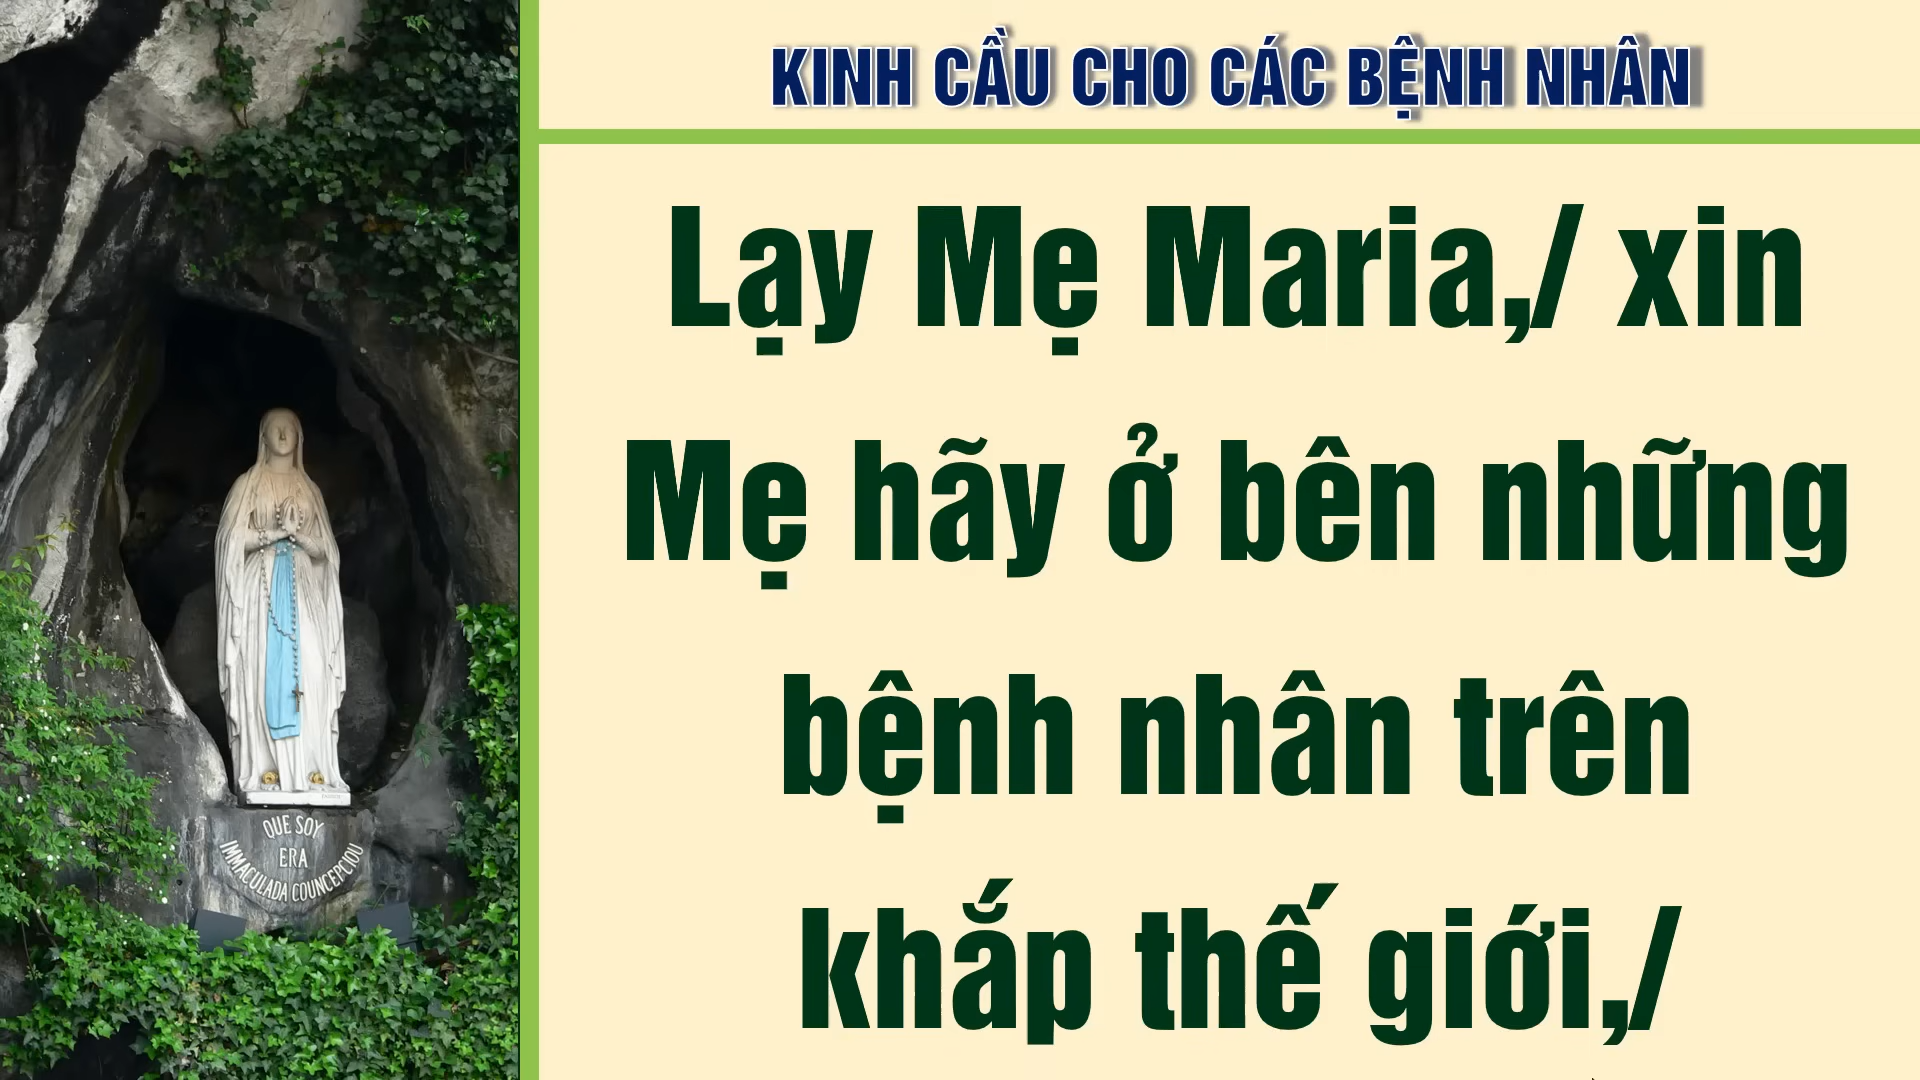 KINH CẦU CHO CÁC BỆNH NHÂN
Lạy Mẹ Maria,/ xin
Mẹ hãy ở bên những
bệnh nhân trên
khắp thế giới,/
QUE SOY
ERA
IMMACULADA COUNCEPCIOU